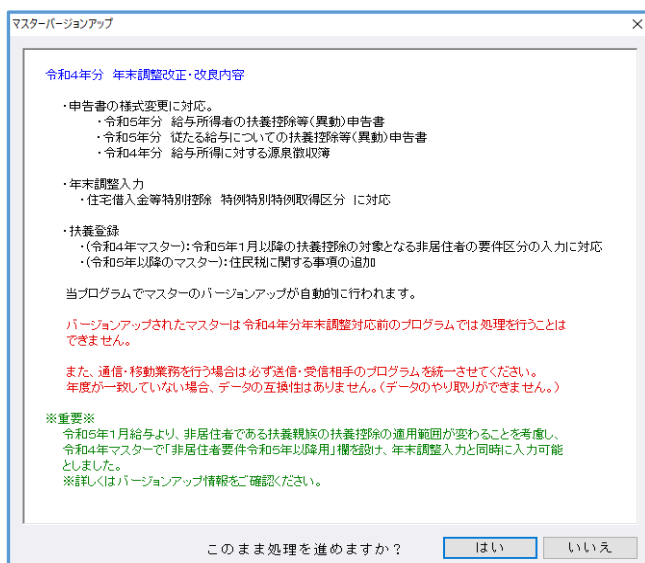 マスターバージョンアップ
令和4年分 年末調整改正・改良内容
・申告書の様式変更に対応。
・令和5年分 給与所得者の扶養控除等(異動)申告書
・令和5年分 従たる給与についての扶養控除等(異動)申告書
・令和4年分 給与所得に対する源泉徴収簿
・年末調整入力
・住宅借入金等特別控除 特例特別特例取得区分 に対応
・扶養登録
・(令和4年マスター):令和5年1月以降の扶養控除の対象となる非居住者の要件区分の入力に対応
・(令和5年以降のマスター):住民税に関する事項の追加
当プログラムでマスターのバージョンアップが自動的に行われます。
バージョンアップされたマスターは令和4年分年末調整対応前のプログラムでは処理を行うことは
できません。
また、通信・移動業務を行う場合は必ず送信・受信相手のプログラムを統一させてください。
年度が一致していない場合、データの互換性はありません。(データのやり取りができません。)
※重要※
令和5年1月給与より、非居住者である扶養親族の扶養控除の適用範囲が変わることを考慮し、
令和4年マスターで「非居住者要件令和5年以降用」欄を設け、年末調整入力と同時に入力可能
としました。
※詳しくはバージョンアップ情報をご確認ください。
このまま処理を進めますか？
はい
いいえ